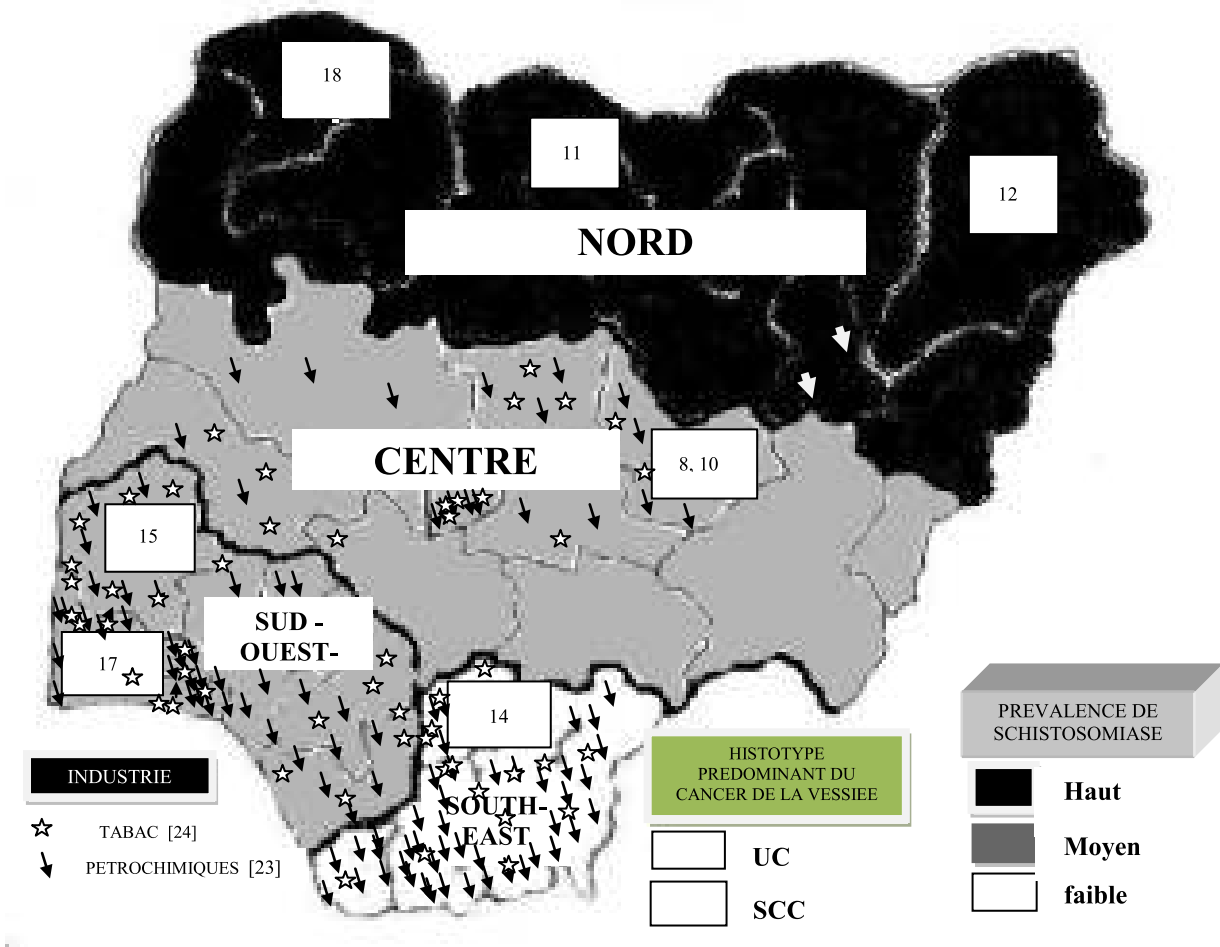 18
11
12
NORD
CENTRE
8, 10
15
SUD -
OUEST-
17
14
SOUTH-
EAST
INDUSTRIE
TABAC [24]
PETROCHIMIQUES [23]
HISTOTYPE
PREDOMINANT DU
CANCER DE LA VESSIEE
UC
SCC
PREVALENCE DE
SCHISTOSOMIASE
Haut
Moyen
faible